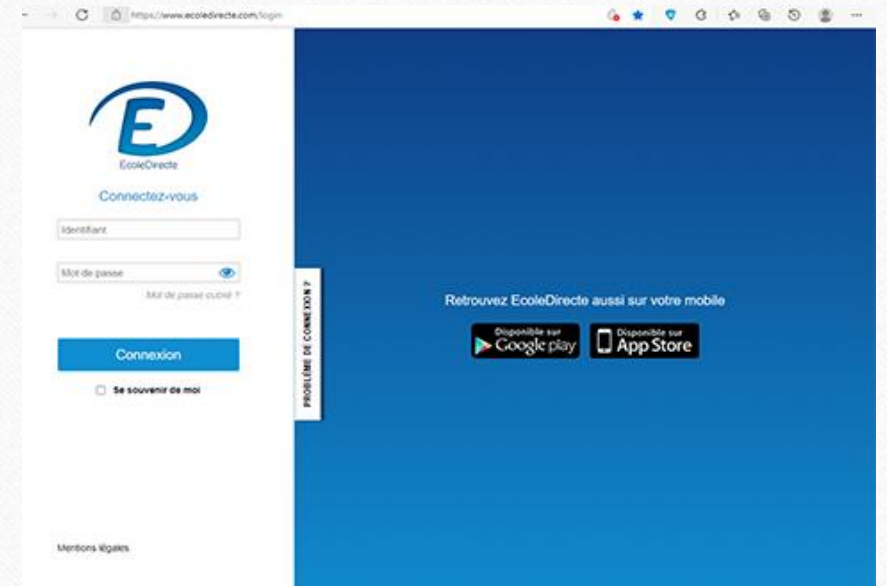 https://www.ecoledirecte.com/login
E
EcoleDirecte
Connectez-vous
Identifiant
Mot de passe
Mot de passe oublié ?
Connexion
Se souvenir de moi
Mentions légales
PROBLÈME DE CONNEXION ?
Retrouvez EcoleDirecte aussi sur votre mobile
Disponible sur
Google play
Disponible sur
App Store